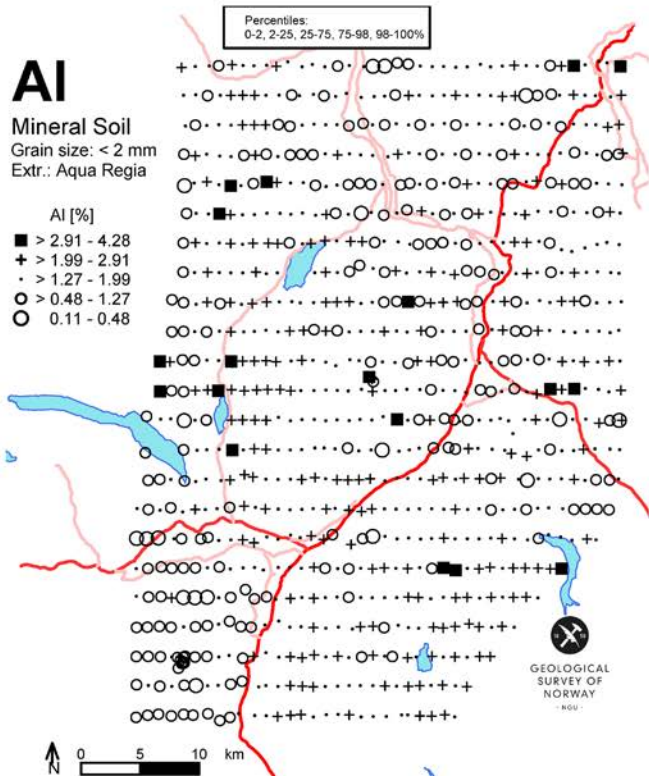 Percentiles:
0-2, 2-25, 25-75, 75-98, 98-100%
Al
Mineral Soil
Grain size: < 2 mm
Extr.: Aqua Regia
Al [%]
> 2.91 - 4.28
> 1.99 - 2.91
> 1.27 - 1.99
> 0.48 - 1.27
0.11 - 0.48
GEOLOGICAL
SURVEY OF
NORWAY
- NGU -
N
0 5 10 km